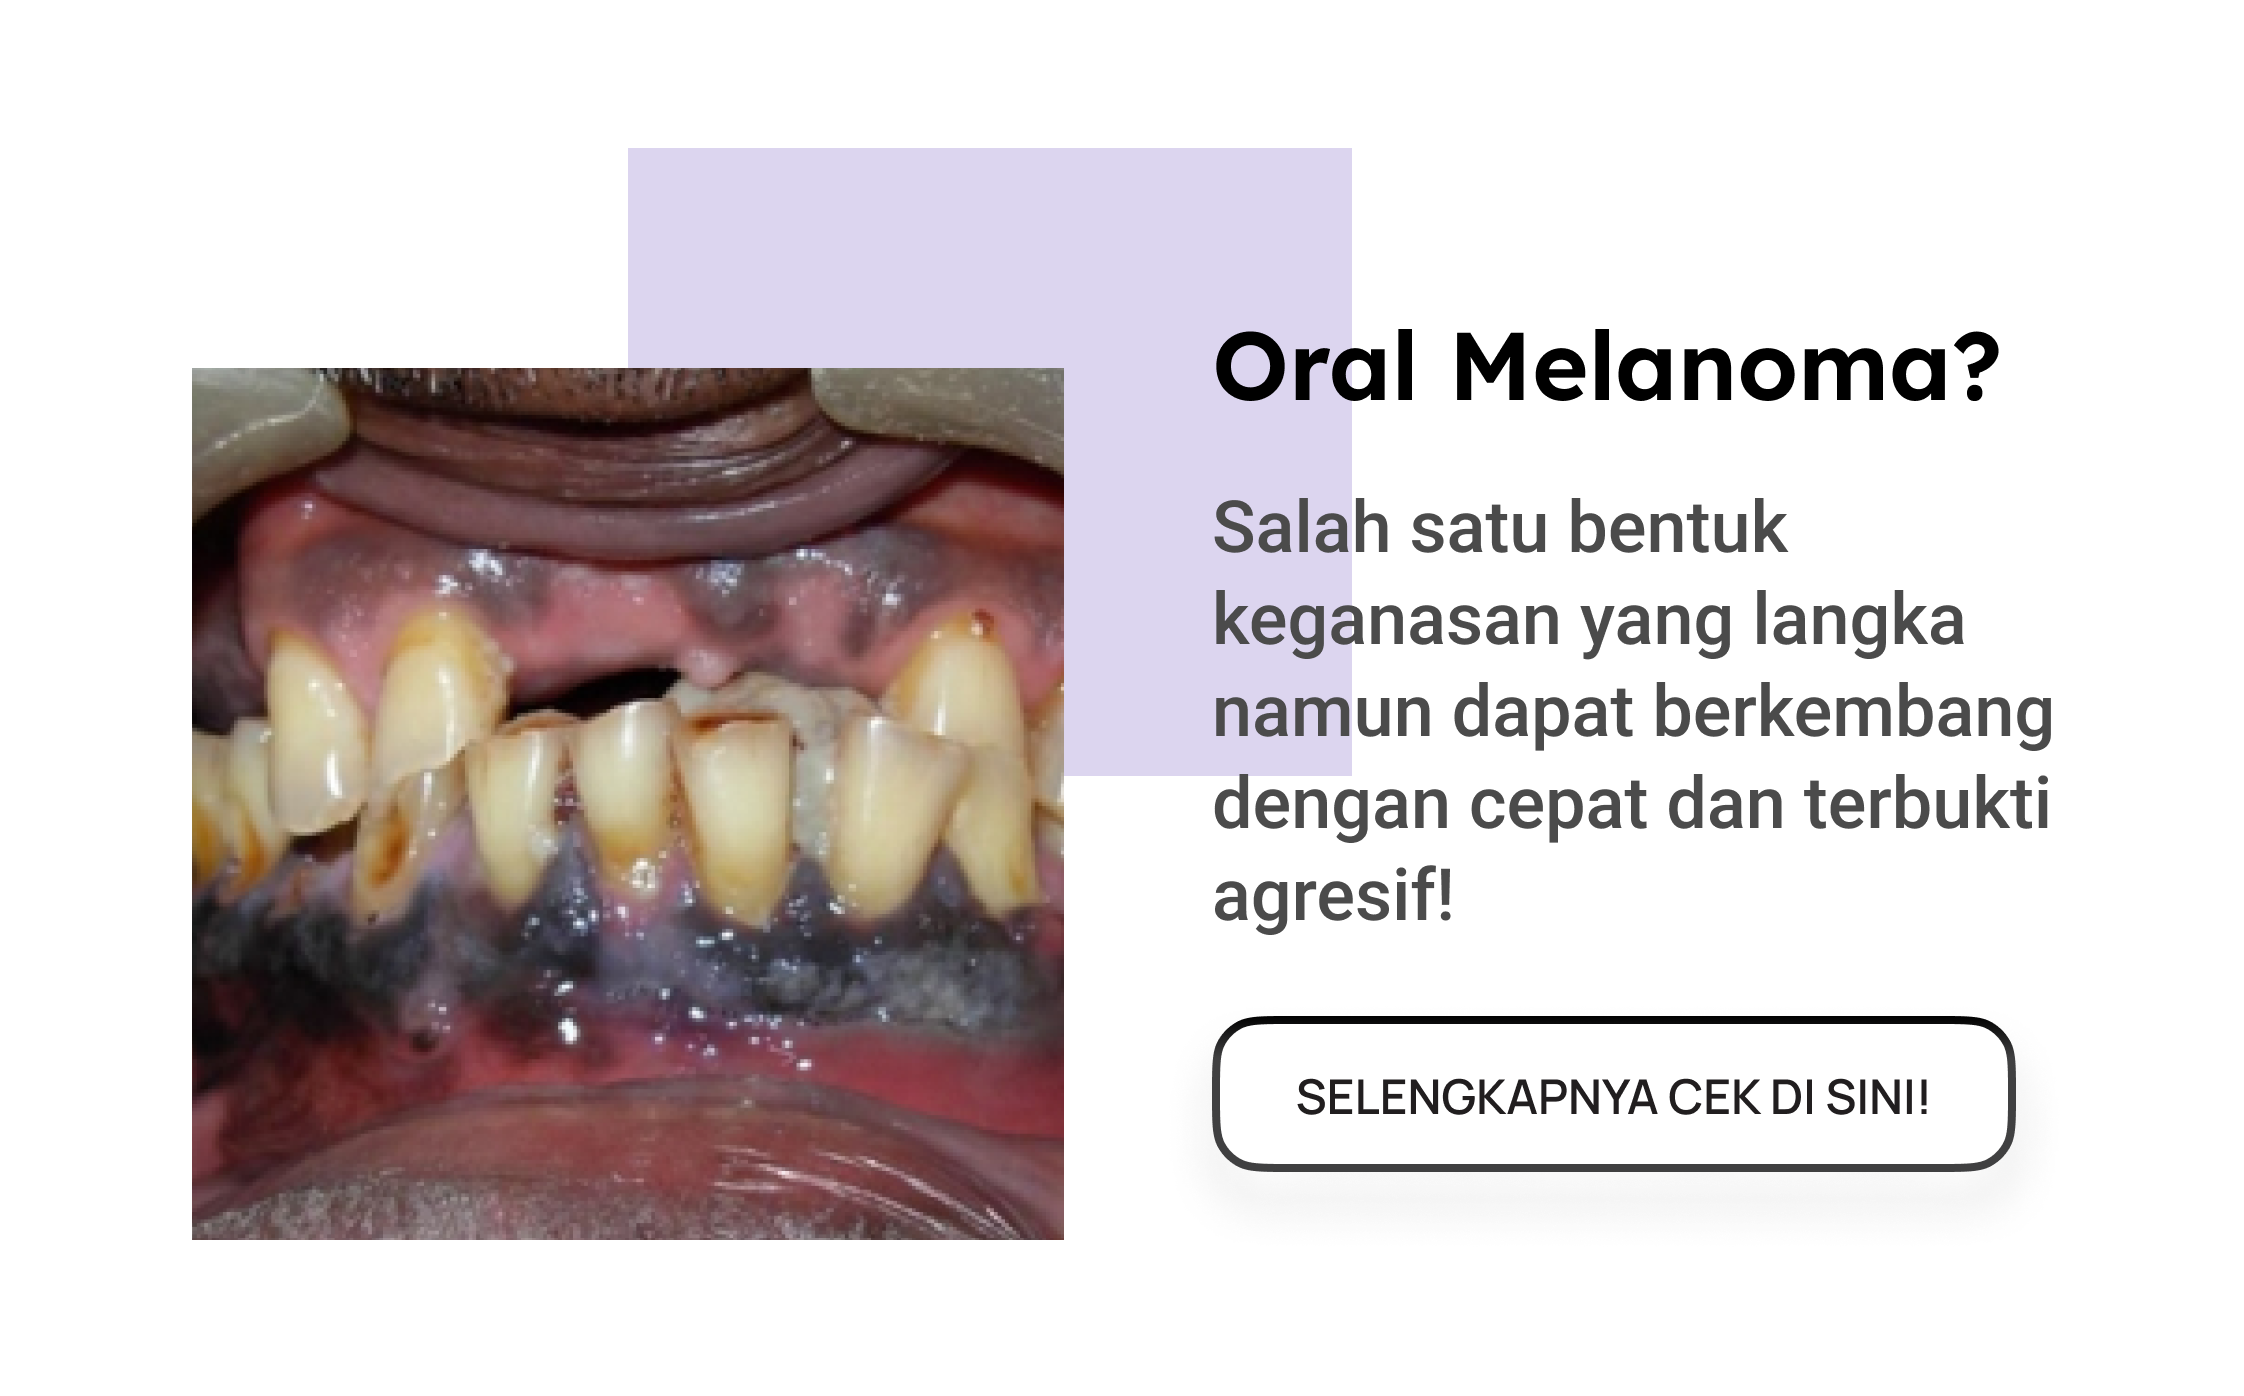 Oral Melanoma?
Salah satu bentuk
keganasan yang langka
namun dapat berkembang
dengan cepat dan terbukti
agresif!
SELENGKAPNYA CEK DI SINI!